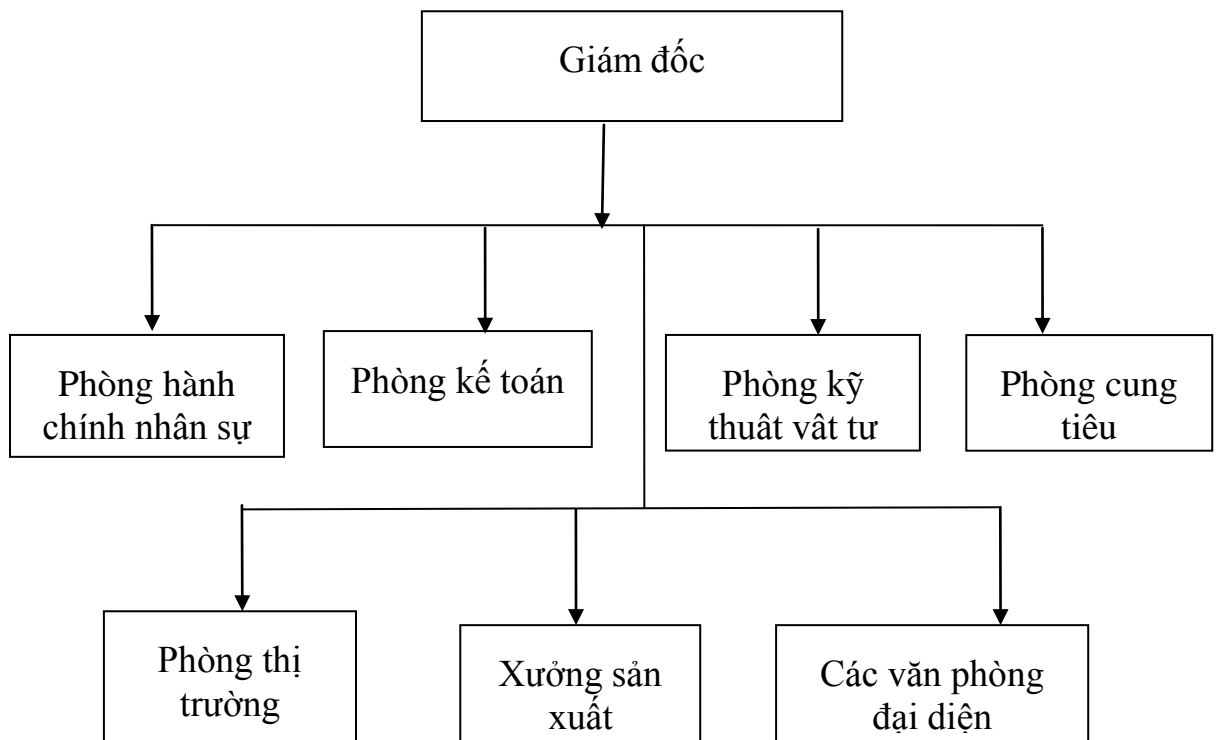 Giám đốc
Phòng hành
chính nhân sự
Phòng kế toán
Phòng kỹ
thuât vât tư
Phòng cung
tiêu
Phòng thị
trường
Xưởng sản
xuất
Các văn phòng
đại diện